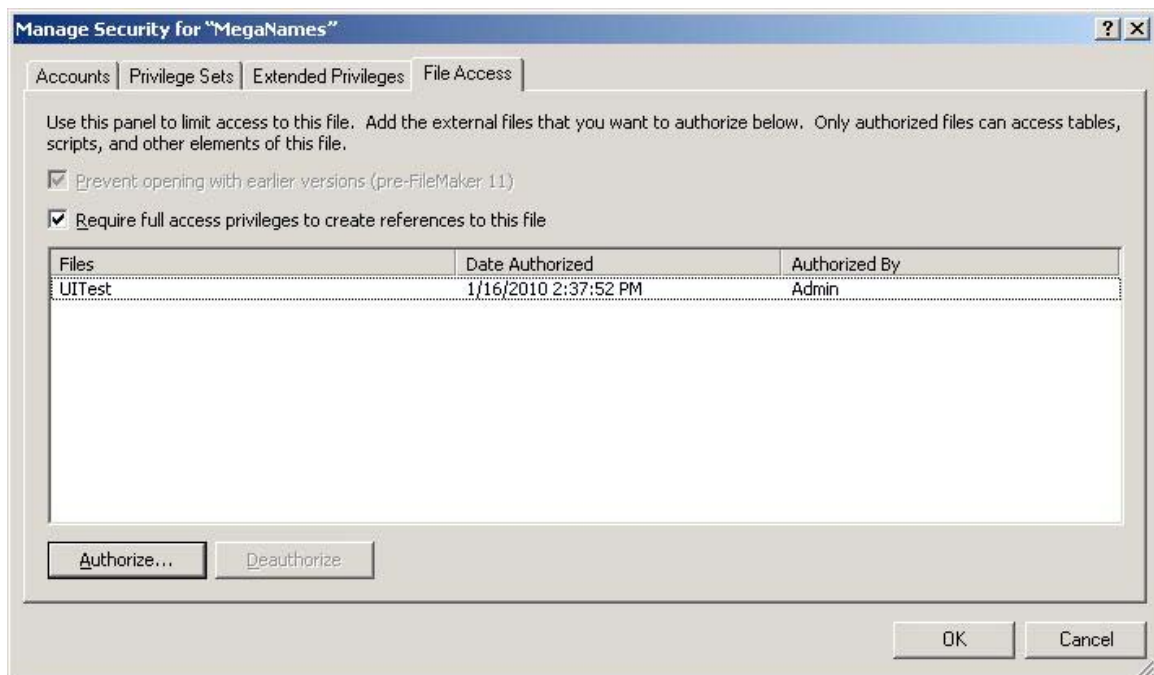 Manage Security for “MegaNames”
Accounts Privilege Sets Extended Privileges File Access
Use this panel to limit access to this file. Add the external files that you want to authorize below. Only authorized files can access tables,
scripts, and other elements of this file.
Prevent opening with earlier versions (pre-FileMaker 11)
Require full access privileges to create references to this file
Files Date Authorized Authorized By
UITest 1/16/2010 2:37:52 PM Admin
Authorize... Deauthorize
OK Cancel